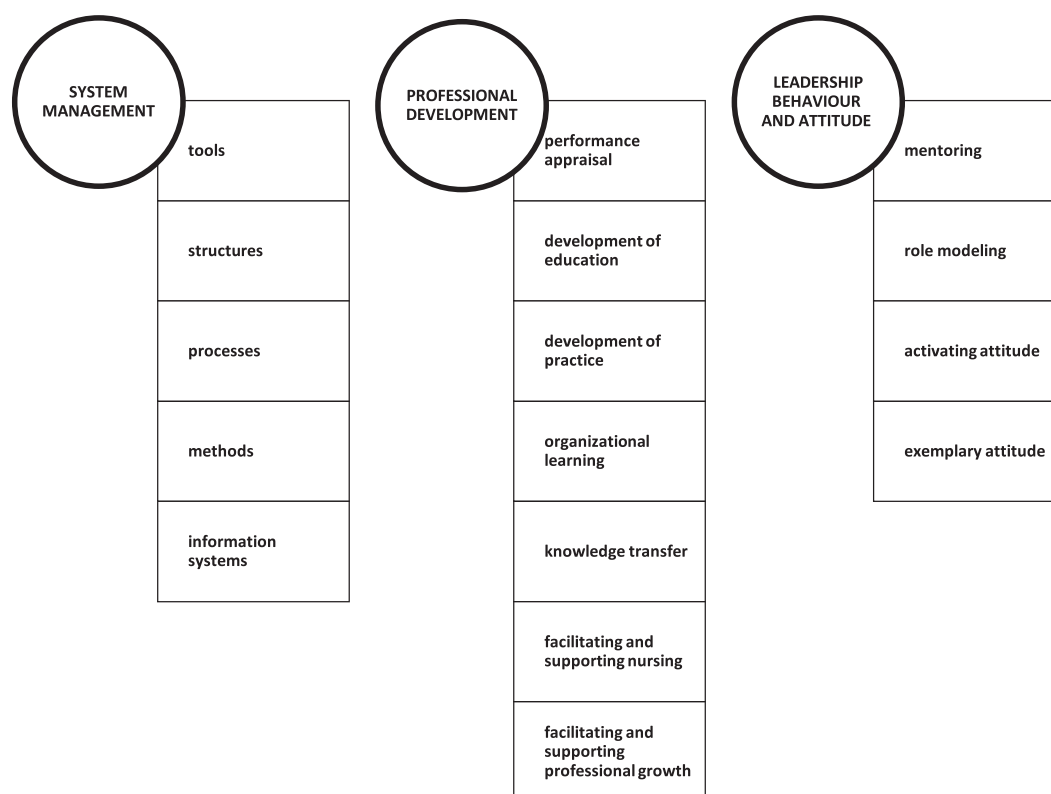 SYSTEM
MANAGEMENT
tools
structures
processes
methods
information
systems
PROFESSIONAL
DEVELOPMENT
performance
appraisal
development of
education
development of
practice
organizational
learning
knowledge transfer
facilitating and
supporting nursing
facilitating and
supporting
professional growth
LEADERSHIP
BEHAVIOUR
AND ATTITUDE
mentoring
role modeling
activating attitude
exemplary attitude